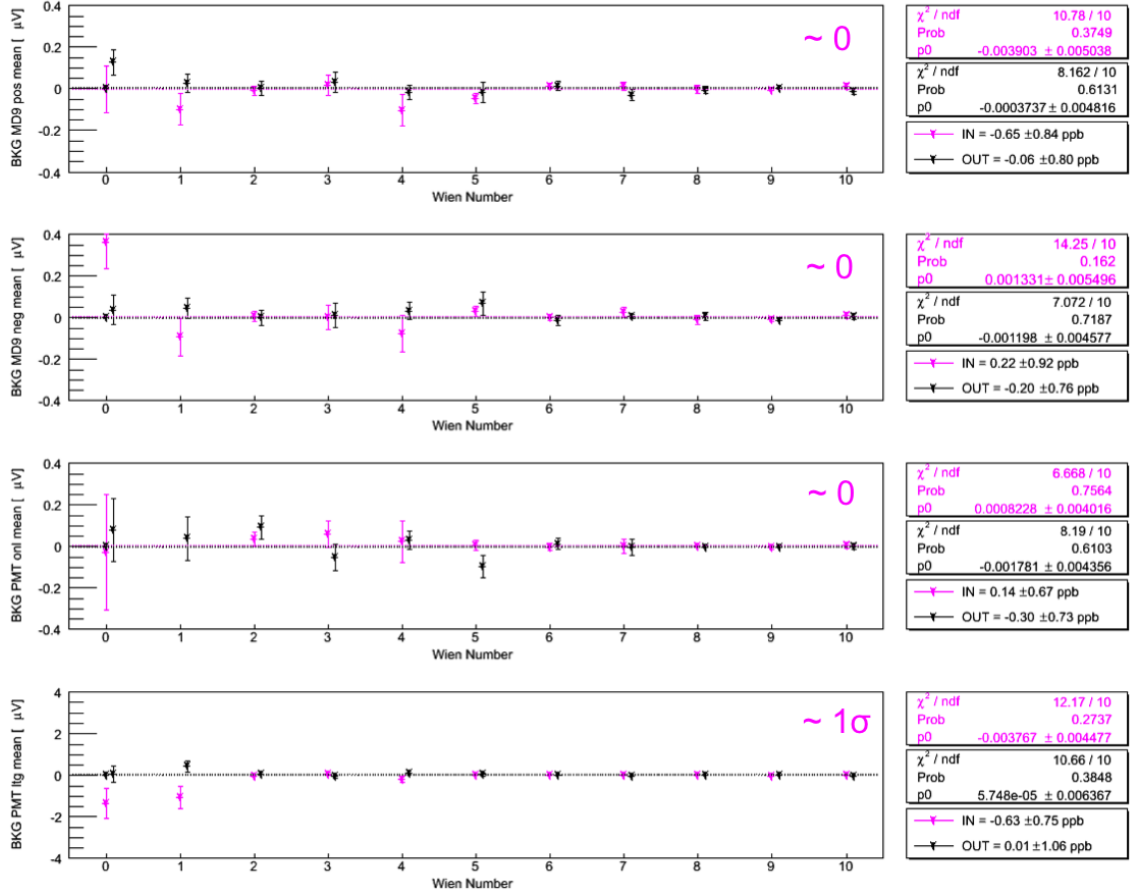 BKG MD9 pos mean [ μV]
0.4
0.2
0
-0.2
-0.4
0 1 2 3 4 5 6 7 8 9 10
Wien Number
~ 0
χ² / ndf 10.78 / 10
Prob 0.3749
p0 -0.003903 ± 0.005038
χ² / ndf 8.162 / 10
Prob 0.6131
p0 -0.0003737 ± 0.004816
IN = -0.65 ±0.84 ppb
OUT = -0.06 ±0.80 ppb
BKG MD9 neg mean [ μV]
0.4
0.2
0
-0.2
-0.4
0 1 2 3 4 5 6 7 8 9 10
Wien Number
~ 0
χ² / ndf 14.25 / 10
Prob 0.162
p0 0.001331± 0.005496
χ² / ndf 7.072 / 10
Prob 0.7187
p0 -0.001198 ± 0.004577
IN = 0.22 ±0.92 ppb
OUT = -0.20 ±0.76 ppb
BKG PMT onl mean [ μV]
0.4
0.2
0
-0.2
-0.4
0 1 2 3 4 5 6 7 8 9 10
Wien Number
~ 0
χ² / ndf 6.668 / 10
Prob 0.7564
p0 0.0008228 ± 0.004016
χ² / ndf 8.19 / 10
Prob 0.6103
p0 -0.001781 ± 0.004356
IN = 0.14 ±0.67 ppb
OUT = -0.30 ±0.73 ppb
BKG PMT ltg mean [ μV]
4
2
0
-2
-4
0 1 2 3 4 5 6 7 8 9 10
Wien Number
~ 1σ
χ² / ndf 12.17 / 10
Prob 0.2737
p0 -0.003767 ± 0.004477
χ² / ndf 10.66 / 10
Prob 0.3848
p0 5.748e-05 ± 0.006367
IN = -0.63 ±0.75 ppb
OUT = 0.01 ±1.06 ppb